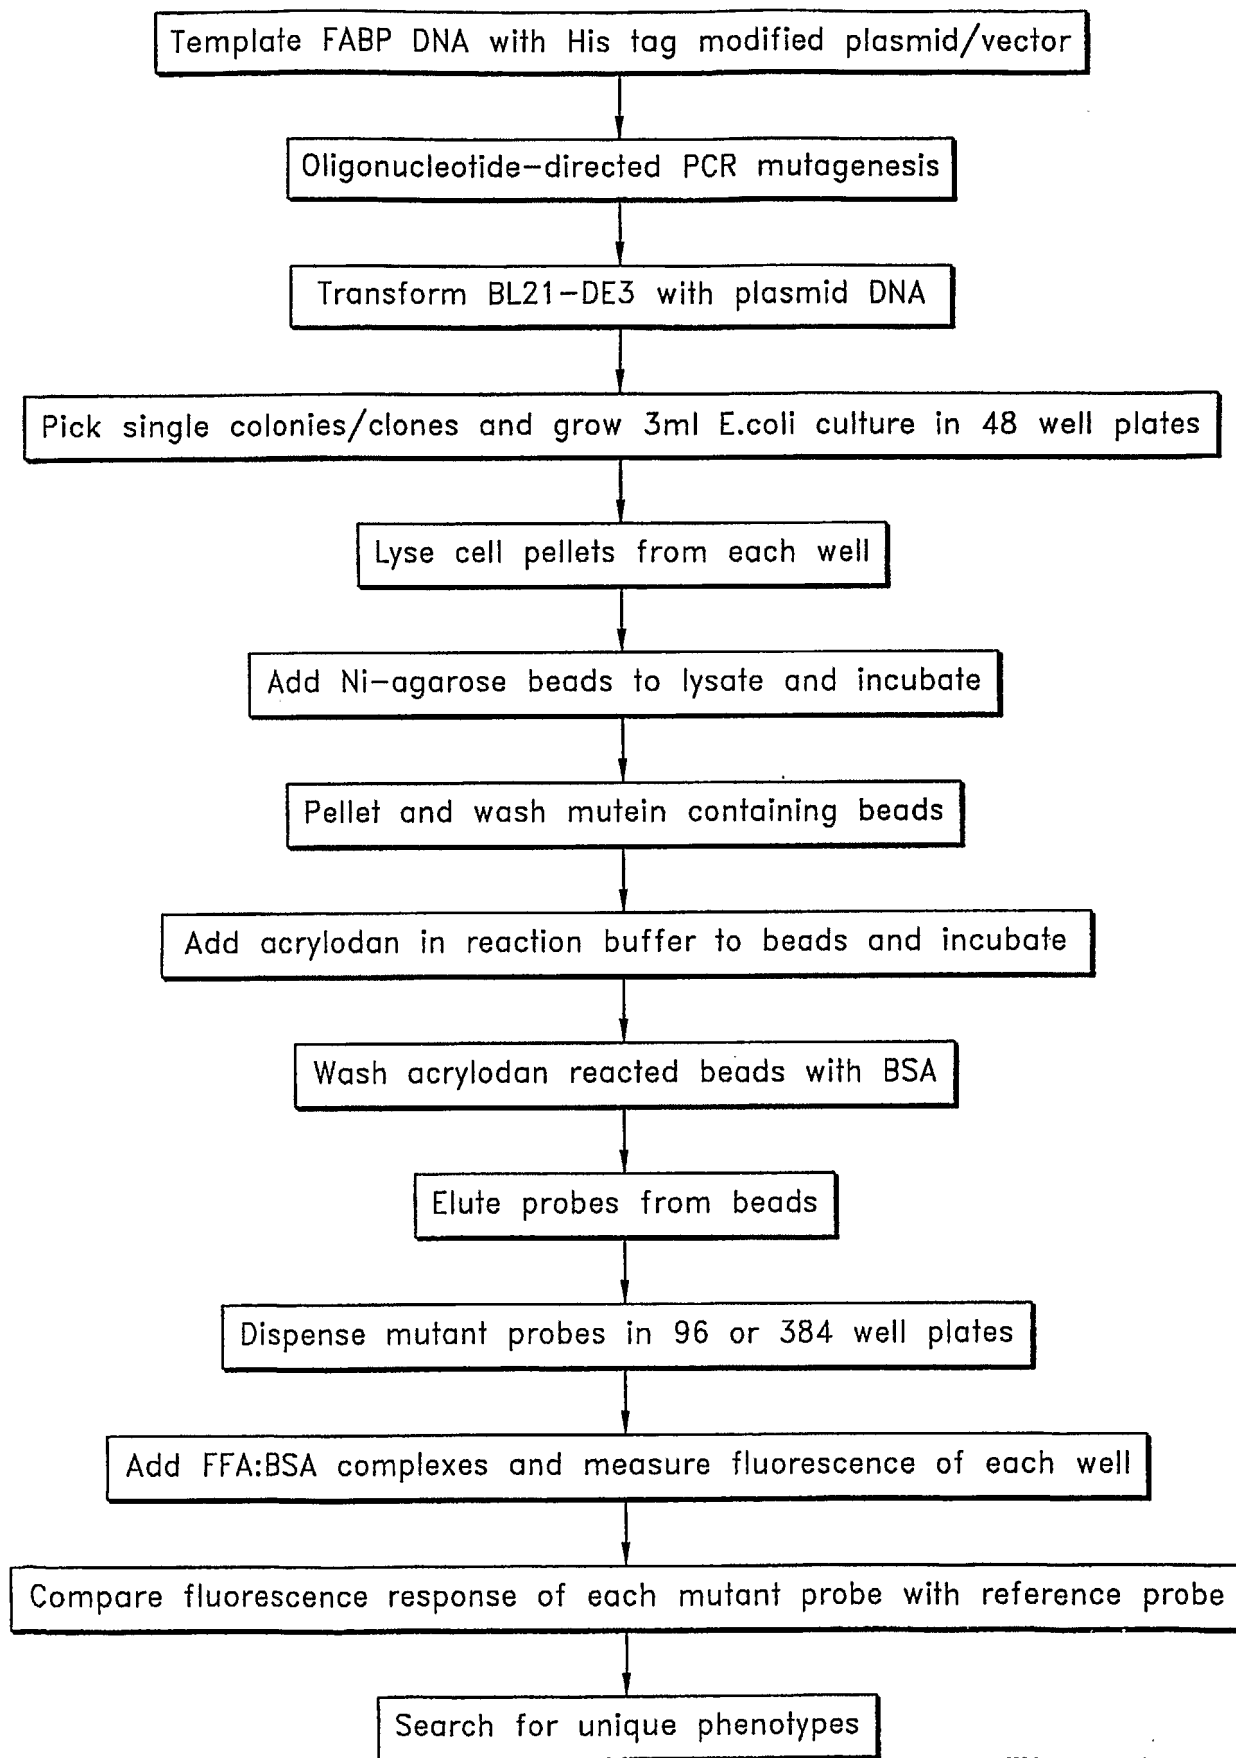 Template FABP DNA with His tag modified plasmid/vector
Oligonucleotide-directed PCR mutagenesis
Transform BL21-DE3 with plasmid DNA
Pick single colonies/clones and grow 3ml E.coli culture in 48 well plates
Lyse cell pellets from each well
Add Ni-agarose beads to lysate and incubate
Pellet and wash mutein containing beads
Add acrylodan in reaction buffer to beads and incubate
Wash acrylodan reacted beads with BSA
Elute probes from beads
Dispense mutant probes in 96 or 384 well plates
Add FFA:BSA complexes and measure fluorescence of each well
Compare fluorescence response of each mutant probe with reference probe
Search for unique phenotypes